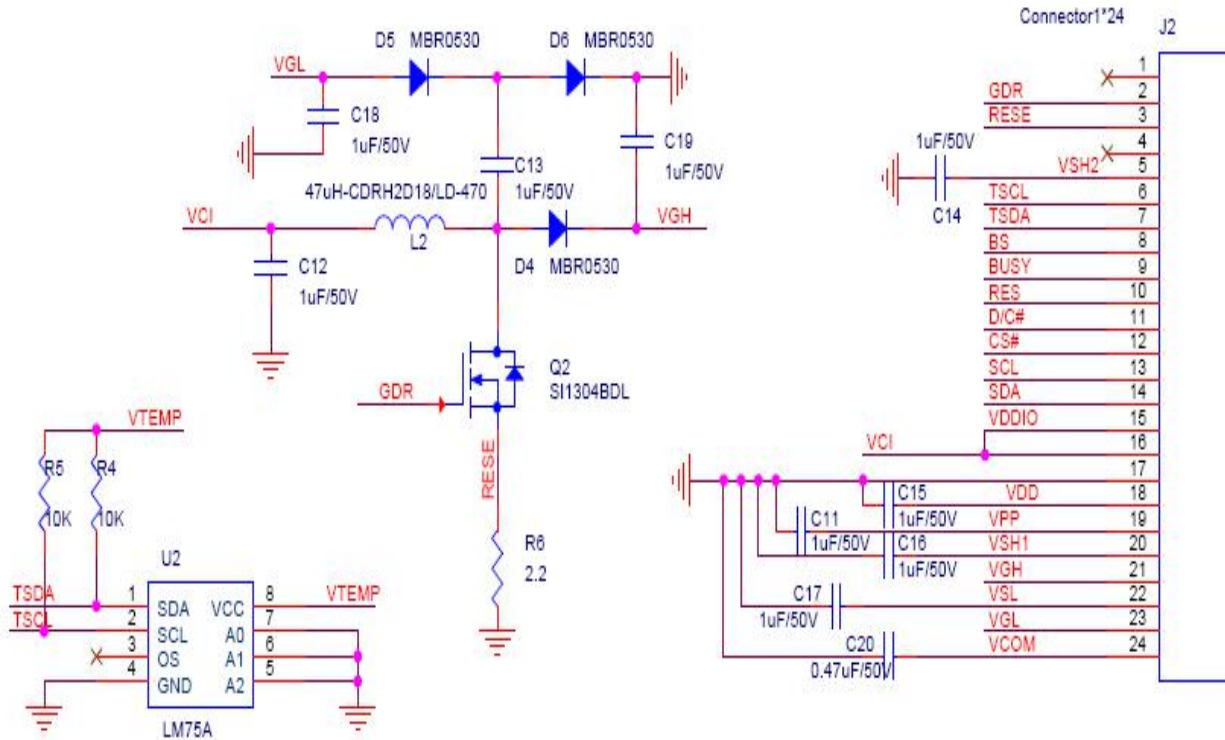 Connector1*24
J2
D5 MBR0530
D6 MBR0530
VGL
C18
1uF/50V
C13
1uF/50V
C19
1uF/50V
47uH-CDRH2D18/LD-470
VCI
L2
VGH
C12
1uF/50V
D4 MBR0530
Q2
SI1304BDL
GDR
RESE
R6
2.2
VTEMP
R5
R4
10K
10K
U2
TSDA
1
SDA
VCC
8
VTEMP
TSCL
2
SCL
A0
7
3
OS
A1
6
4
GND
A2
5
LM75A
1
GDR
2
RESE
3
1uF/50V
4
VSH2
5
C14
TSCL
6
TSDA
7
BS
8
BUSY
9
RES
10
D/C#
11
CS#
12
SCL
13
SDA
14
VDDIO
15
VCI
16
17
C15
1uF/50V
VDD
18
C11
1uF/50V
VPP
19
C16
1uF/50V
VSH1
20
VGH
21
C17
1uF/50V
VSL
22
VGL
23
C20
0.47uF/50V
VCOM
24